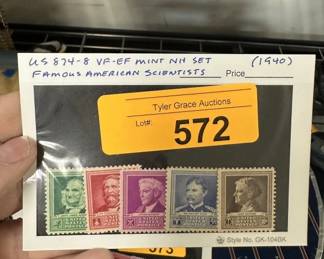 US 874-8 VF-EF MINT NH SET (1940)
FAMOUS AMERICAN SCIENTISTS Price
Tyler Grace Auctions
Lot#:
572
Style No. GK-104BK
573